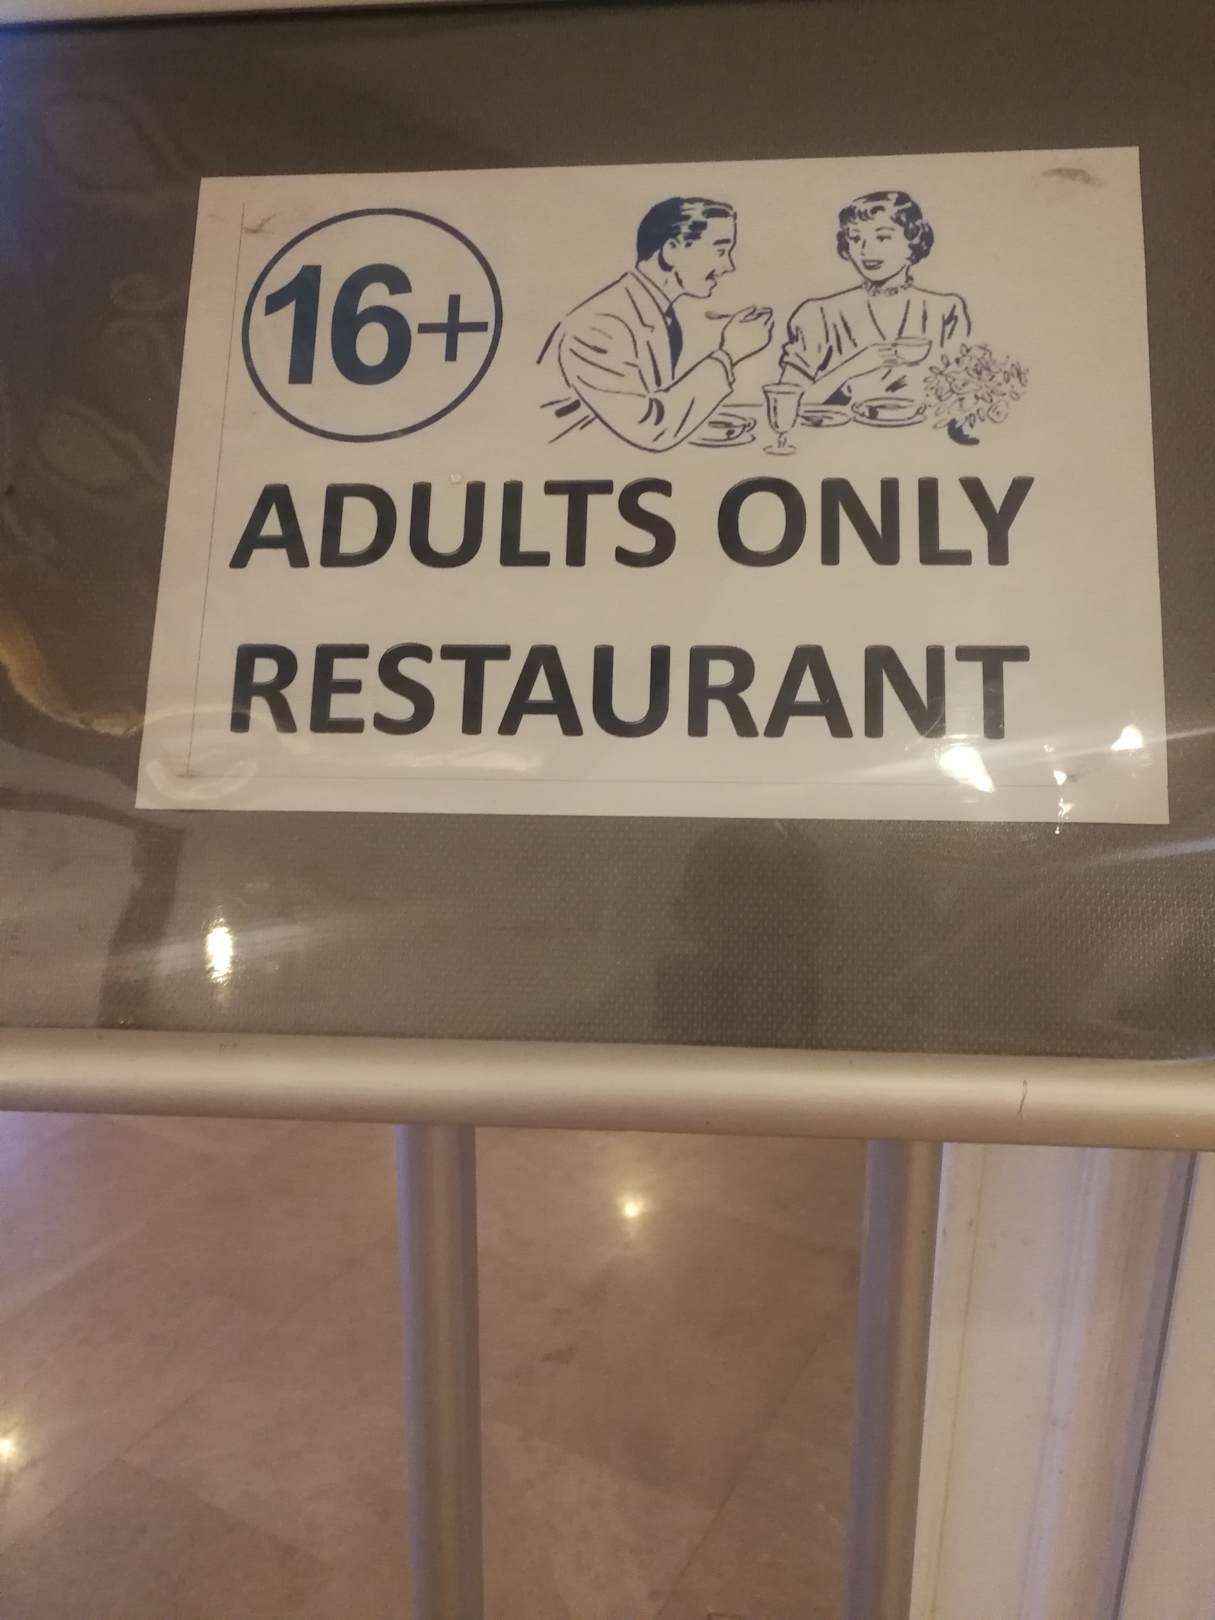 16+
ADULTS ONLY
RESTAURANT